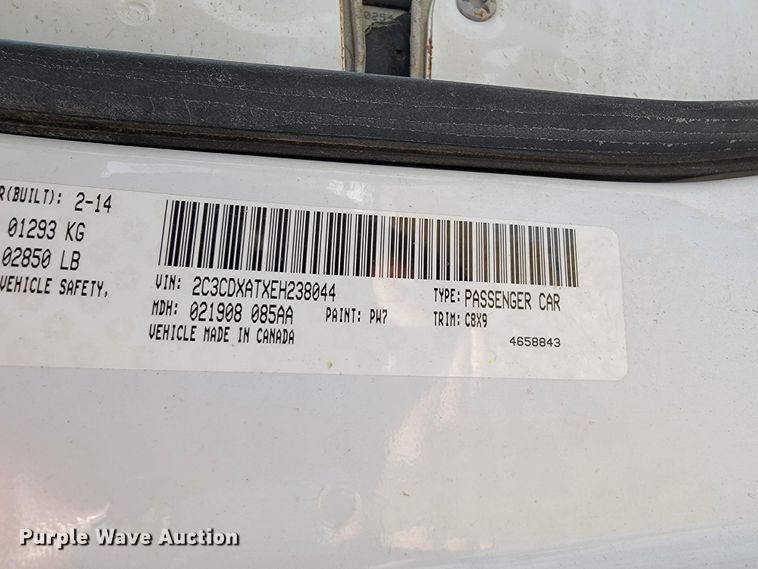 R(BUILT): 2-14
01293 KG
02850 LB
VEHICLE SAFETY,
VIN: 2C3CDXATXEH238044 TYPE: PASSENGER CAR
MDH: 021908 085AA PAINT: PW7 TRIM: C8X9
VEHICLE MADE IN CANADA 4658843
Purple Wave Auction